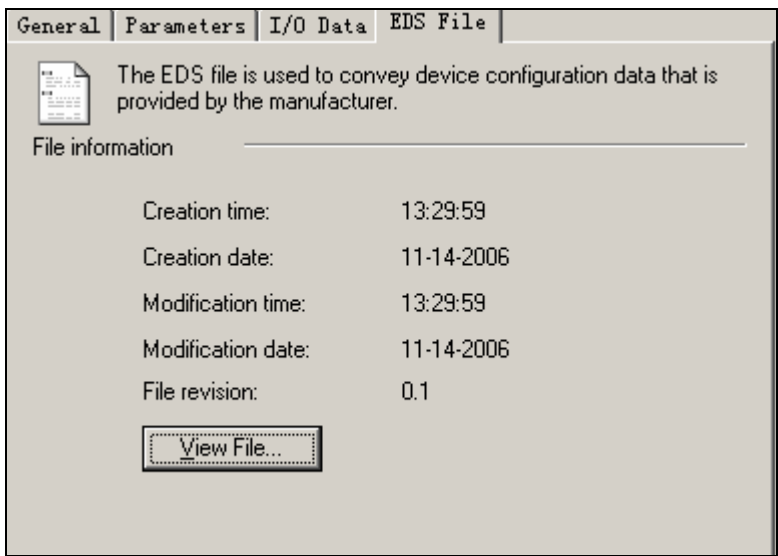 General Parameters I/O Data EDS File
The EDS file is used to convey device configuration data that is
provided by the manufacturer.
File information
Creation time: 13:29:59
Creation date: 11-14-2006
Modification time: 13:29:59
Modification date: 11-14-2006
File revision: 0.1
View File...